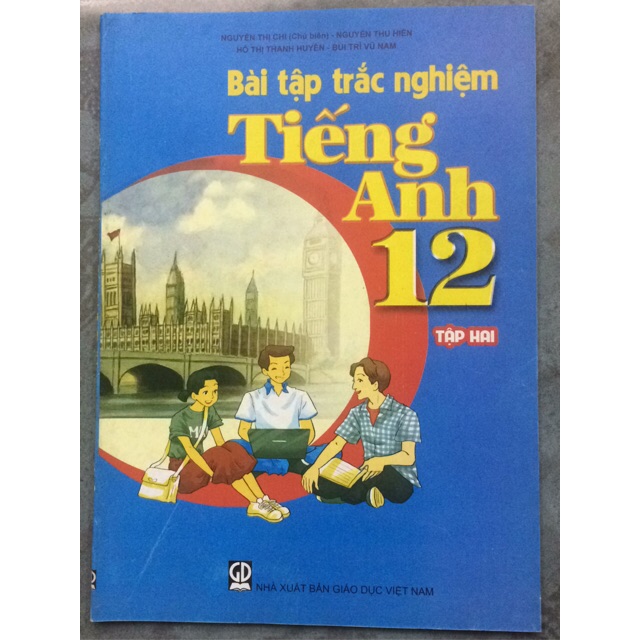 NGUYỄN THỊ CHI (Chủ biên) - NGUYỄN THU HIỀN
HỒ THỊ THANH HUYỀN - BÙI TRÍ VŨ NAM
Bài tập trắc nghiệm
Tiếng
Anh
12
TẬP HAI
GD
NHÀ XUẤT BẢN GIÁO DỤC VIỆT NAM